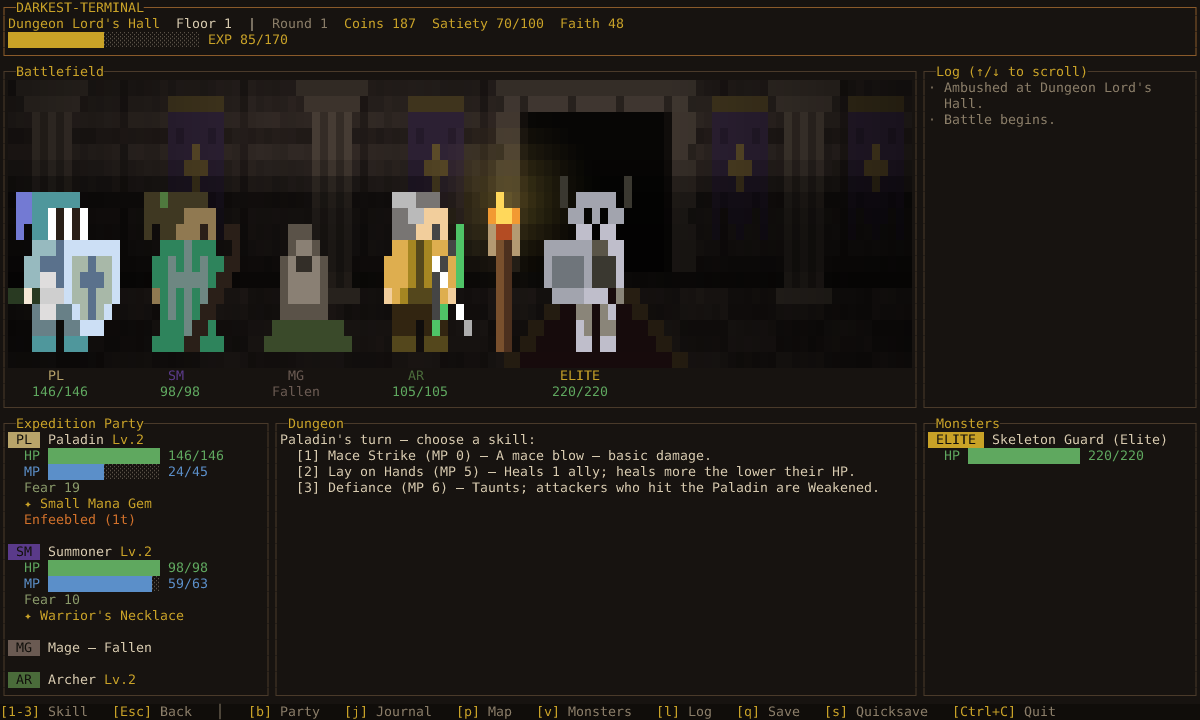 DARKEST-TERMINAL
Dungeon Lord's Hall  Floor 1  |  Round 1  Coins 187  Satiety 70/100  Faith 48
EXP 85/170
Battlefield
PL SM MG AR ELITE
146/146 98/98 Fallen 105/105 220/220
Log (↑/↓ to scroll)
· Ambushed at Dungeon Lord's
Hall.
· Battle begins.
Expedition Party
PL Paladin Lv.2
HP 146/146
MP 24/45
Fear 19
✦ Small Mana Gem
Enfeebled (1t)
SM Summoner Lv.2
HP 98/98
MP 59/63
Fear 10
✦ Warrior's Necklace
MG Mage — Fallen
AR Archer Lv.2
Dungeon
Paladin's turn — choose a skill:
[1] Mace Strike (MP 0) — A mace blow — basic damage.
[2] Lay on Hands (MP 5) — Heals 1 ally; heals more the lower their HP.
[3] Defiance (MP 6) — Taunts; attackers who hit the Paladin are Weakened.
Monsters
ELITE Skeleton Guard (Elite)
HP 220/220
[1-3] Skill  [Esc] Back  │  [b] Party  [j] Journal  [p] Map  [v] Monsters  [l] Log  [q] Save  [s] Quicksave  [Ctrl+C] Quit